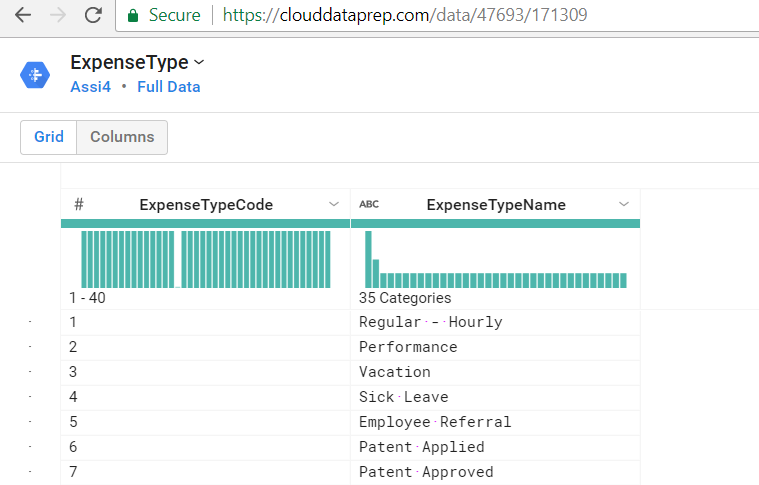 Secure https://clouddataprep.com/data/47693/171309
ExpenseType
Assi4 • Full Data
Grid Columns
# ExpenseTypeCode ABC ExpenseTypeName
1 - 40 35 Categories
1 Regular·-·Hourly
2 Performance
3 Vacation
4 Sick·Leave
5 Employee·Referral
6 Patent·Applied
7 Patent·Approved